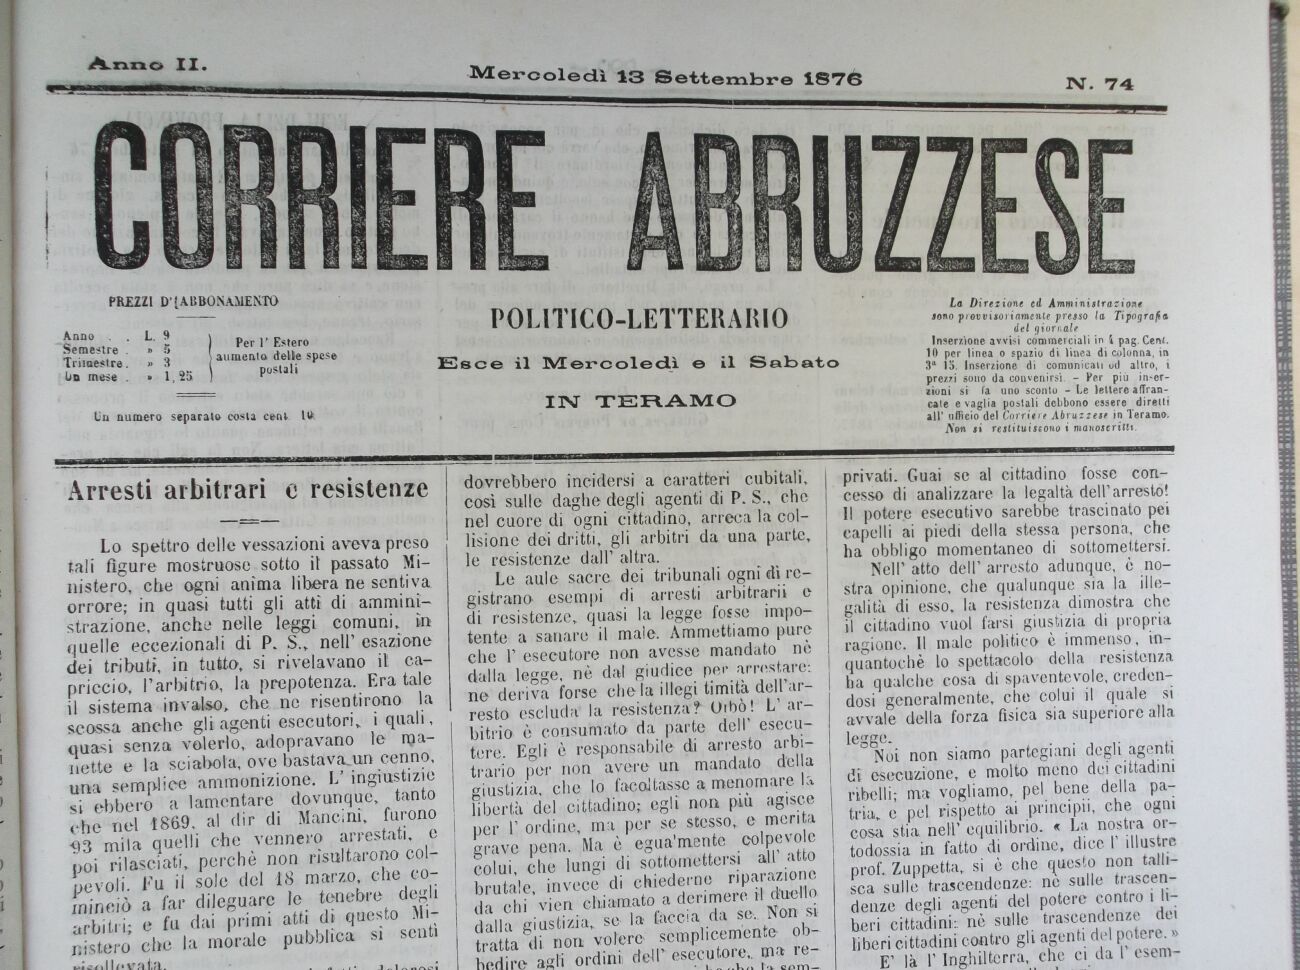 Anno II.
Mercoledì 13 Settembre 1876
N. 74
CORRIERE ABRUZZESE
PREZZI D'ABBONAMENTO
Anno . . L. 9
Semestre . » 5
Trimestre . » 3
Un mese . » 1,25
Per l' Estero
aumento delle spese
postali
Un numero separato costa cent. 10
POLITICO-LETTERARIO
Esce il Mercoledì e il Sabato
IN TERAMO
La Direzione ed Amministrazione
sono provvisoriamente presso la Tipografia
del giornale
Inserzione avvisi commerciali in 4 pag. Cent.
10 per linea o spazio di linea di colonna, in
3ª 15. Inserzione di comunicati od altro, i
prezzi sono da convenirsi. - Per più inser-
zioni si fa uno sconto - Le lettere affran-
cate e vaglia postali debbono essere diretti
all' ufficio del Corriere Abruzzese in Teramo.
Non si restituiscono i manoscritti.
Arresti arbitrari e resistenze
Lo spettro delle vessazioni aveva preso
tali figure mostruose sotto il passato Mi-
nistero, che ogni anima libera ne sentiva
orrore; in quasi tutti gli atti di ammini-
strazione, anche nelle leggi comuni, in
quelle eccezionali di P. S., nell' esazione
dei tributi, in tutto, si rivelavano il ca-
priccio, l'arbitrio, la prepotenza. Era tale
il sistema invalso, che ne risentirono la
scossa anche gli agenti esecutori, i quali,
quasi senza volerlo, adopravano le ma-
nette e la sciabola, ove bastava un cenno,
una semplice ammonizione. L' ingiustizie
si ebbero a lamentare dovunque, tanto
che nel 1869, al dir di Mancini, furono
93 mila quelli che vennero arrestati, e
poi rilasciati, perchè non risultarono col-
pevoli. Fu il sole del 18 marzo, che co-
minciò a far dileguare le tenebre degli
arbitri; e fu dai primi atti di questo Mi-
nistero che la morale pubblica si sentì
risollevata.
dovrebbero incidersi a caratteri cubitali,
così sulle daghe degli agenti di P. S., che
nel cuore di ogni cittadino, arreca la col-
lisione dei dritti, gli arbitri da una parte,
le resistenze dall' altra.
Le aule sacre dei tribunali ogni dì re-
gistrano esempi di arresti arbitrarii e
di resistenze, quasi la legge fosse impo-
tente a sanare il male. Ammettiamo pure
che l' esecutore non avesse mandato nè
dalla legge, nè dal giudice per arrestare:
ne deriva forse che la illegi timità dell'ar-
resto escluda la resistenza? Oibò! L' ar-
bitrio è consumato da parte dell' esecu-
tere. Egli è responsabile di arresto arbi-
trario per non avere un mandato della
giustizia, che lo facoltasse a menomare la
libertà del cittadino; egli non più agisce
per l' ordine, ma per se stesso, e merita
grave pena. Ma è egua'mente colpevole
colui, che lungi di sottomettersi all' atto
brutale, invece di chiederne riparazione
da chi vien chiamato a derimere il duello
dalla giustizia, se la faccia da se. Non si
tratta di non volere semplicemente ob-
bedire agli ordini dell' esecutore, ma re-
privati. Guai se al cittadino fosse con-
cesso di analizzare la legaltà dell'arresto!
Il potere esecutivo sarebbe trascinato pei
capelli ai piedi della stessa persona, che
ha obbligo momentaneo di sottomettersi.
Nell' atto dell' arresto adunque, è no-
stra opinione, che qualunque sia la ille-
galità di esso, la resistenza dimostra che
il cittadino vuol farsi giustizia di propria
ragione. Il male politico è immenso, in-
quantochè lo spettacolo della resistenza
ha qualche cosa di spaventevole, creden-
dosi generalmente, che colui il quale si
avvale della forza fisica sia superiore alla
legge.
Noi non siamo partegiani degli agenti
di esecuzione, e molto meno dei cittadini
ribelli; ma vogliamo, pel bene della pa-
tria, e pel rispetto ai principii, che ogni
cosa stia nell' equilibrio. « La nostra or-
todossia in fatto di ordine, dice l' illustre
prof. Zuppetta, si è che questo non talli-
sca sulle trascendenze: nè sulle trascen-
denze degli agenti del potere contro i li-
beri cittadini: nè sulle trascendenze dei
liberi cittadini contro gli agenti del potere. »
E' là l' Inghilterra, che ci da l' esem-